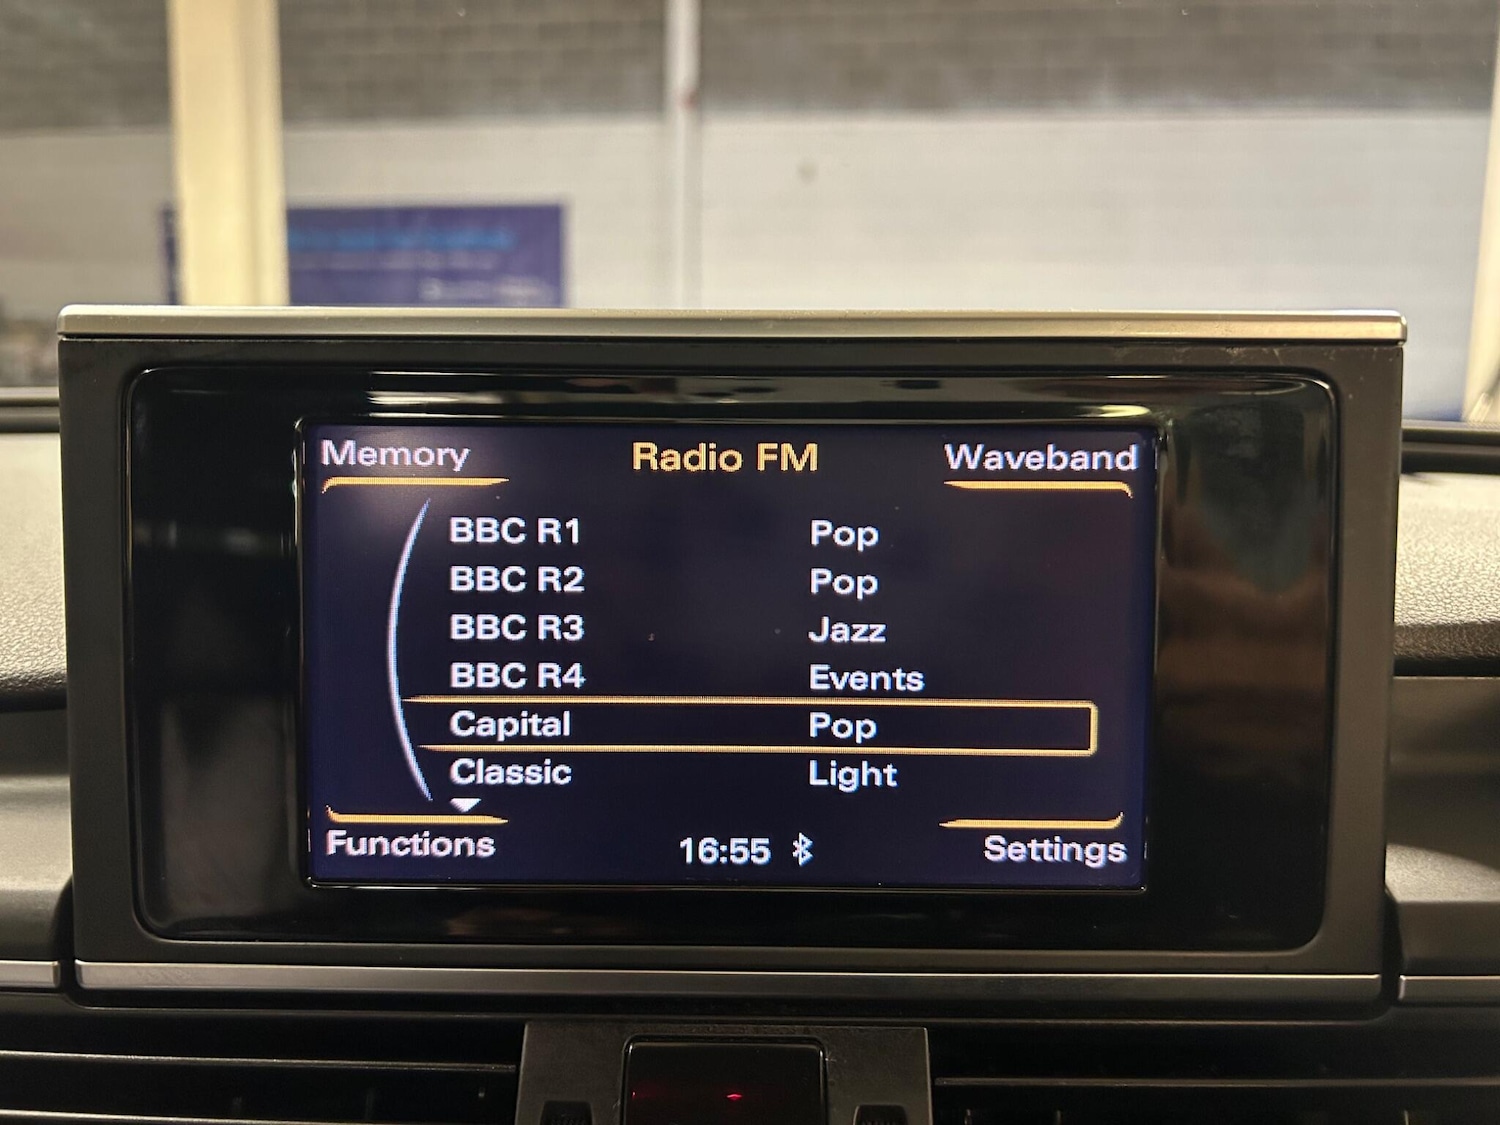 Memory Radio FM Waveband
BBC R1 Pop
BBC R2 Pop
BBC R3 Jazz
BBC R4 Events
Capital Pop
Classic Light
Functions 16:55 Settings